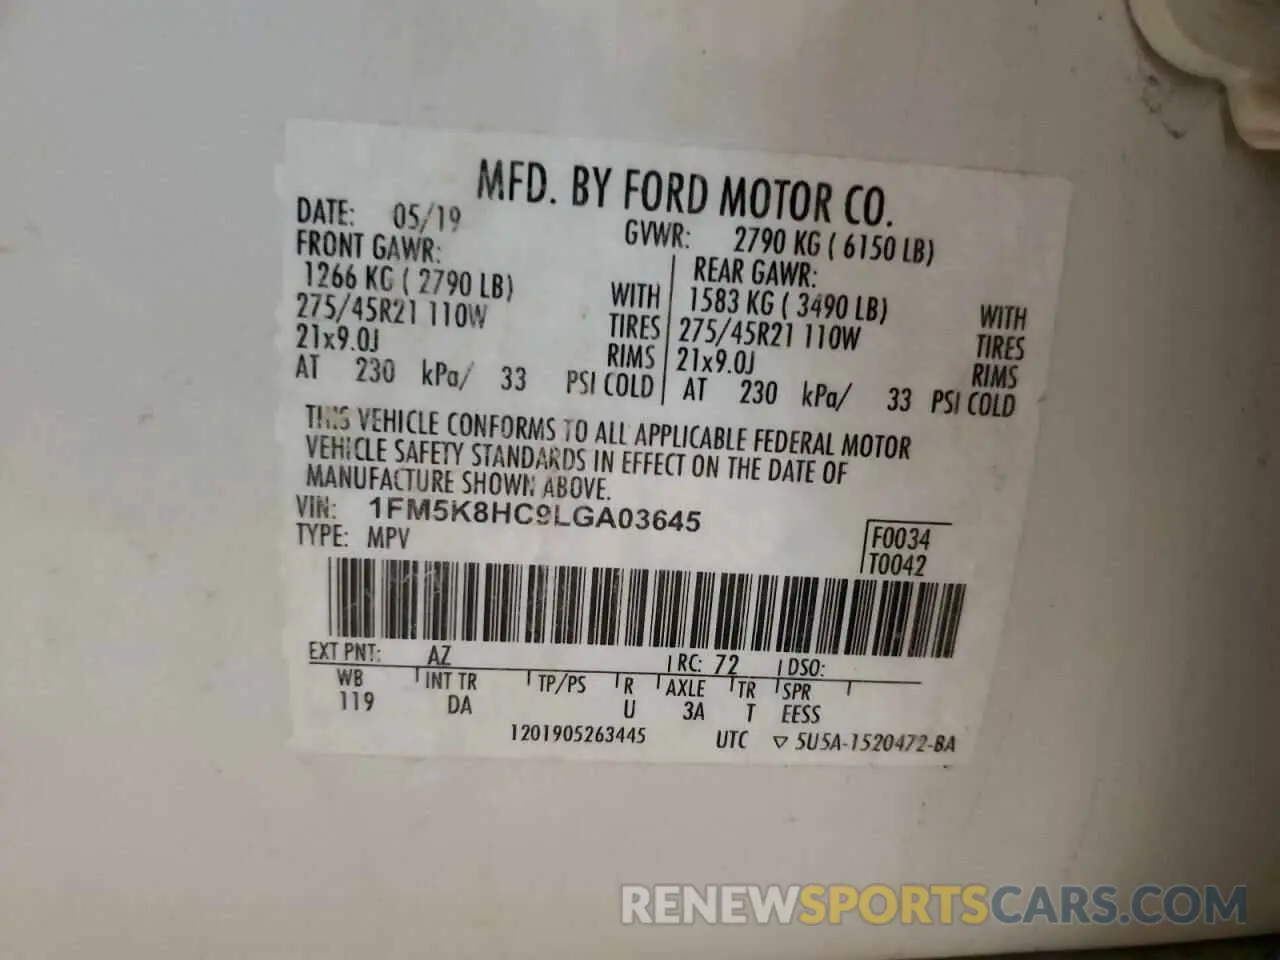 MFD. BY FORD MOTOR CO.
DATE: 05/19 GVWR: 2790 KG ( 6150 LB)
FRONT GAWR: REAR GAWR:
1266 KG ( 2790 LB) WITH 1583 KG ( 3490 LB) WITH
275/45R21 110W TIRES 275/45R21 110W TIRES
21x9.0J RIMS 21x9.0J RIMS
AT 230 kPa/ 33 PSI COLD AT 230 kPa/ 33 PSI COLD
THIS VEHICLE CONFORMS TO ALL APPLICABLE FEDERAL MOTOR
VEHICLE SAFETY STANDARDS IN EFFECT ON THE DATE OF
MANUFACTURE SHOWN ABOVE.
VIN: 1FM5K8HC9LGA03645
TYPE: MPV
F0034
T0042
EXT PNT: AZ RC: 72 DSO:
WB INT TR TP/PS R AXLE TR SPR
119 DA U 3A T EESS
1201905263445 UTC ▽ 5U5A-1520472-BA
RENEWSPORTSCARS.COM